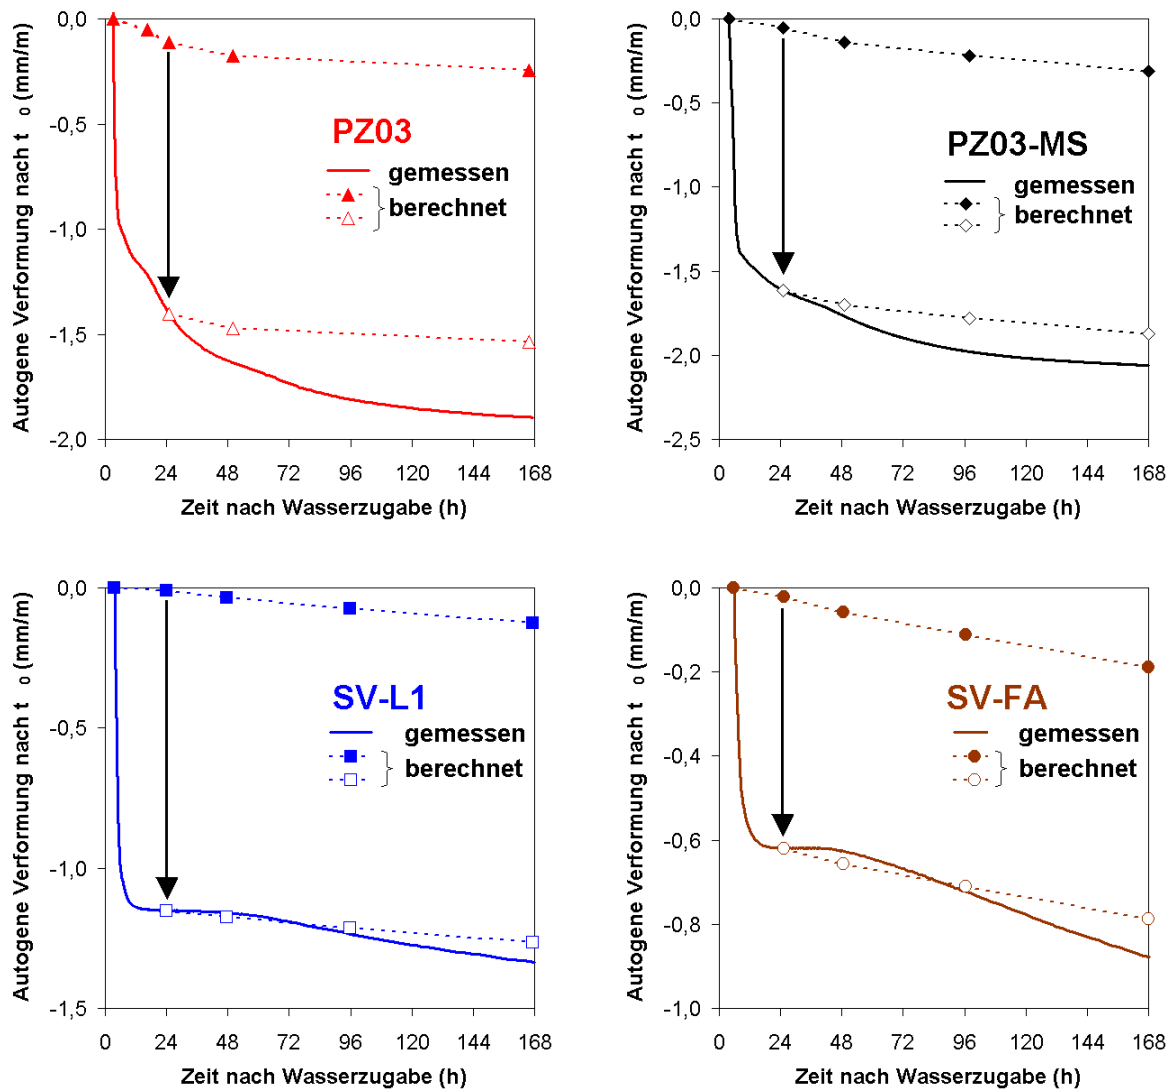 Autogene Verformung nach t 0 (mm/m)
0,0
-0,5
-1,0
-1,5
-2,0
PZ03
gemessen
berechnet
0 24 48 72 96 120 144 168
Zeit nach Wasserzugabe (h)
Autogene Verformung nach t 0 (mm/m)
0,0
-0,5
-1,0
-1,5
-2,0
-2,5
PZ03-MS
gemessen
berechnet
0 24 48 72 96 120 144 168
Zeit nach Wasserzugabe (h)
Autogene Verformung nach t 0 (mm/m)
0,0
-0,5
-1,0
-1,5
SV-L1
gemessen
berechnet
0 24 48 72 96 120 144 168
Zeit nach Wasserzugabe (h)
Autogene Verformung nach t 0 (mm/m)
0,0
-0,2
-0,4
-0,6
-0,8
-1,0
SV-FA
gemessen
berechnet
0 24 48 72 96 120 144 168
Zeit nach Wasserzugabe (h)